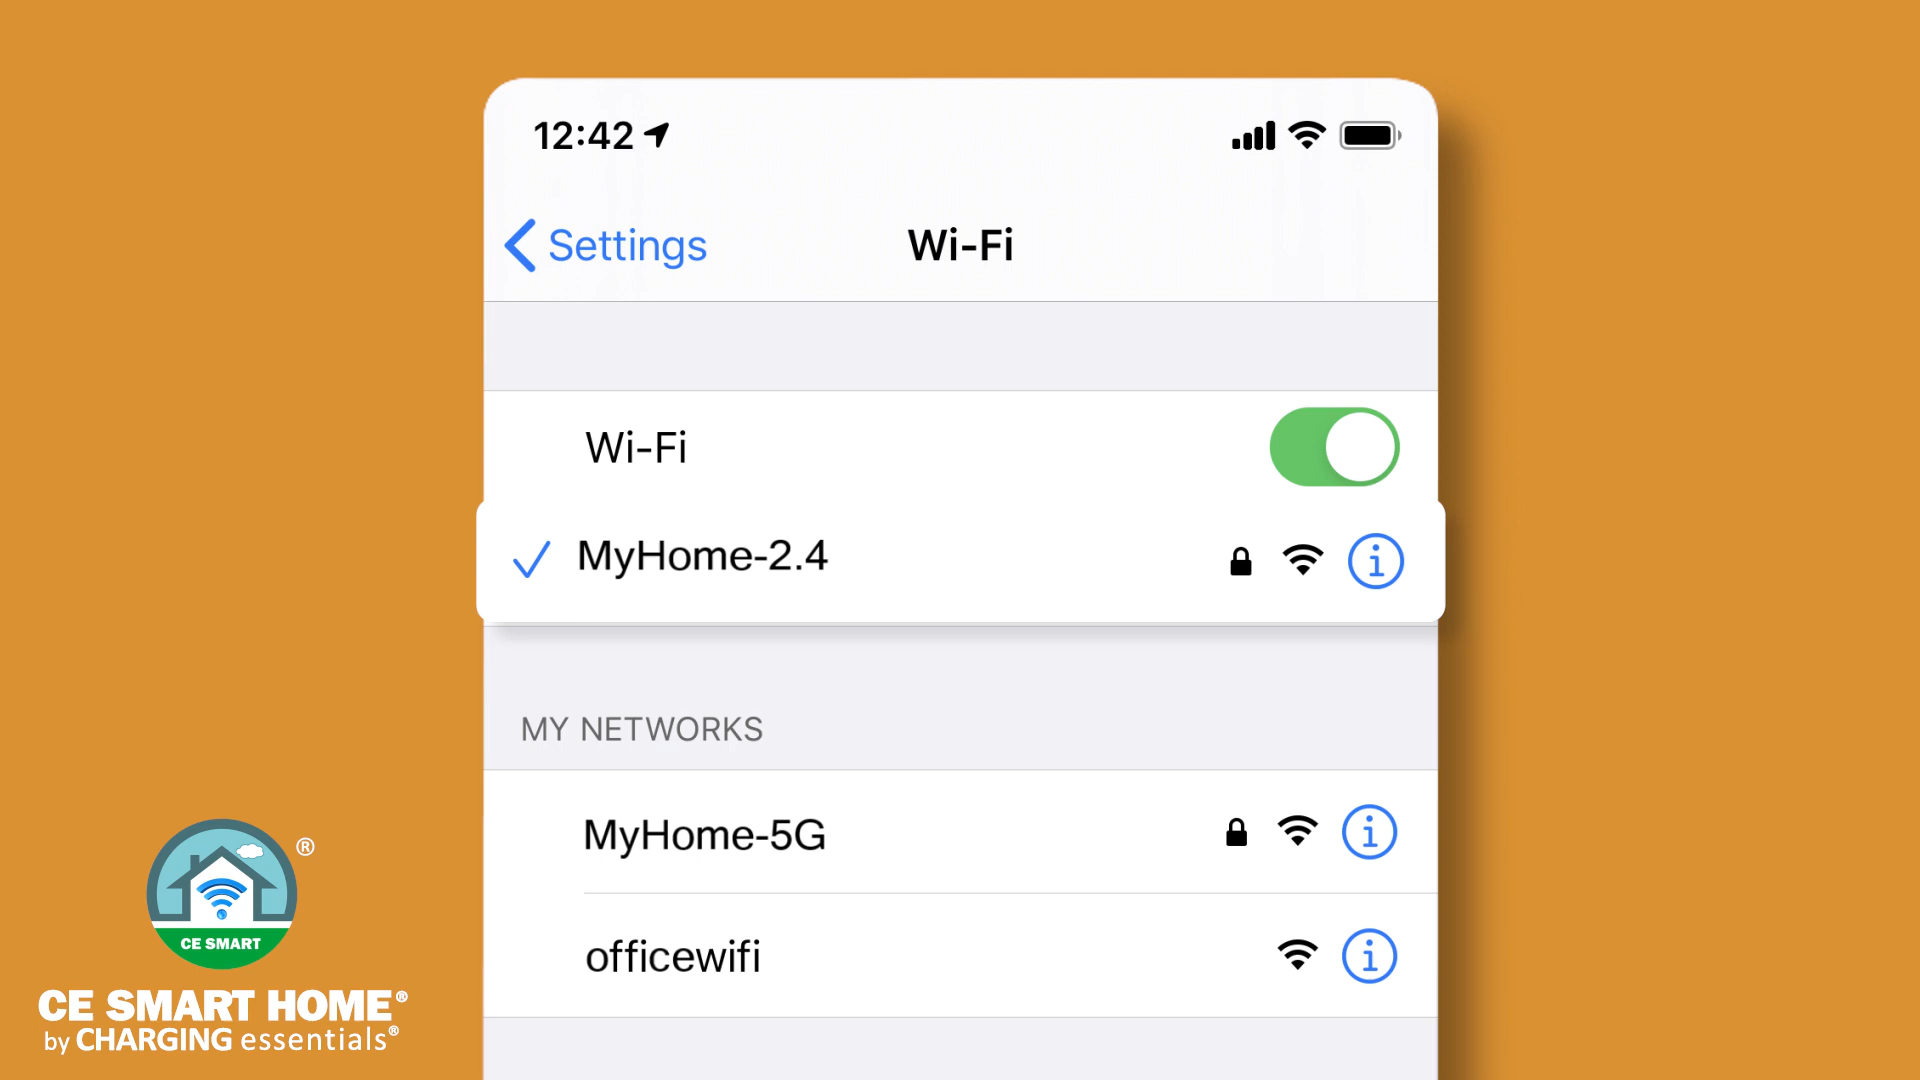 12:42
Settings
Wi-Fi
Wi-Fi
MyHome-2.4
MY NETWORKS
MyHome-5G
officewifi
®
CE SMART
CE SMART HOME®
by CHARGING essentials®